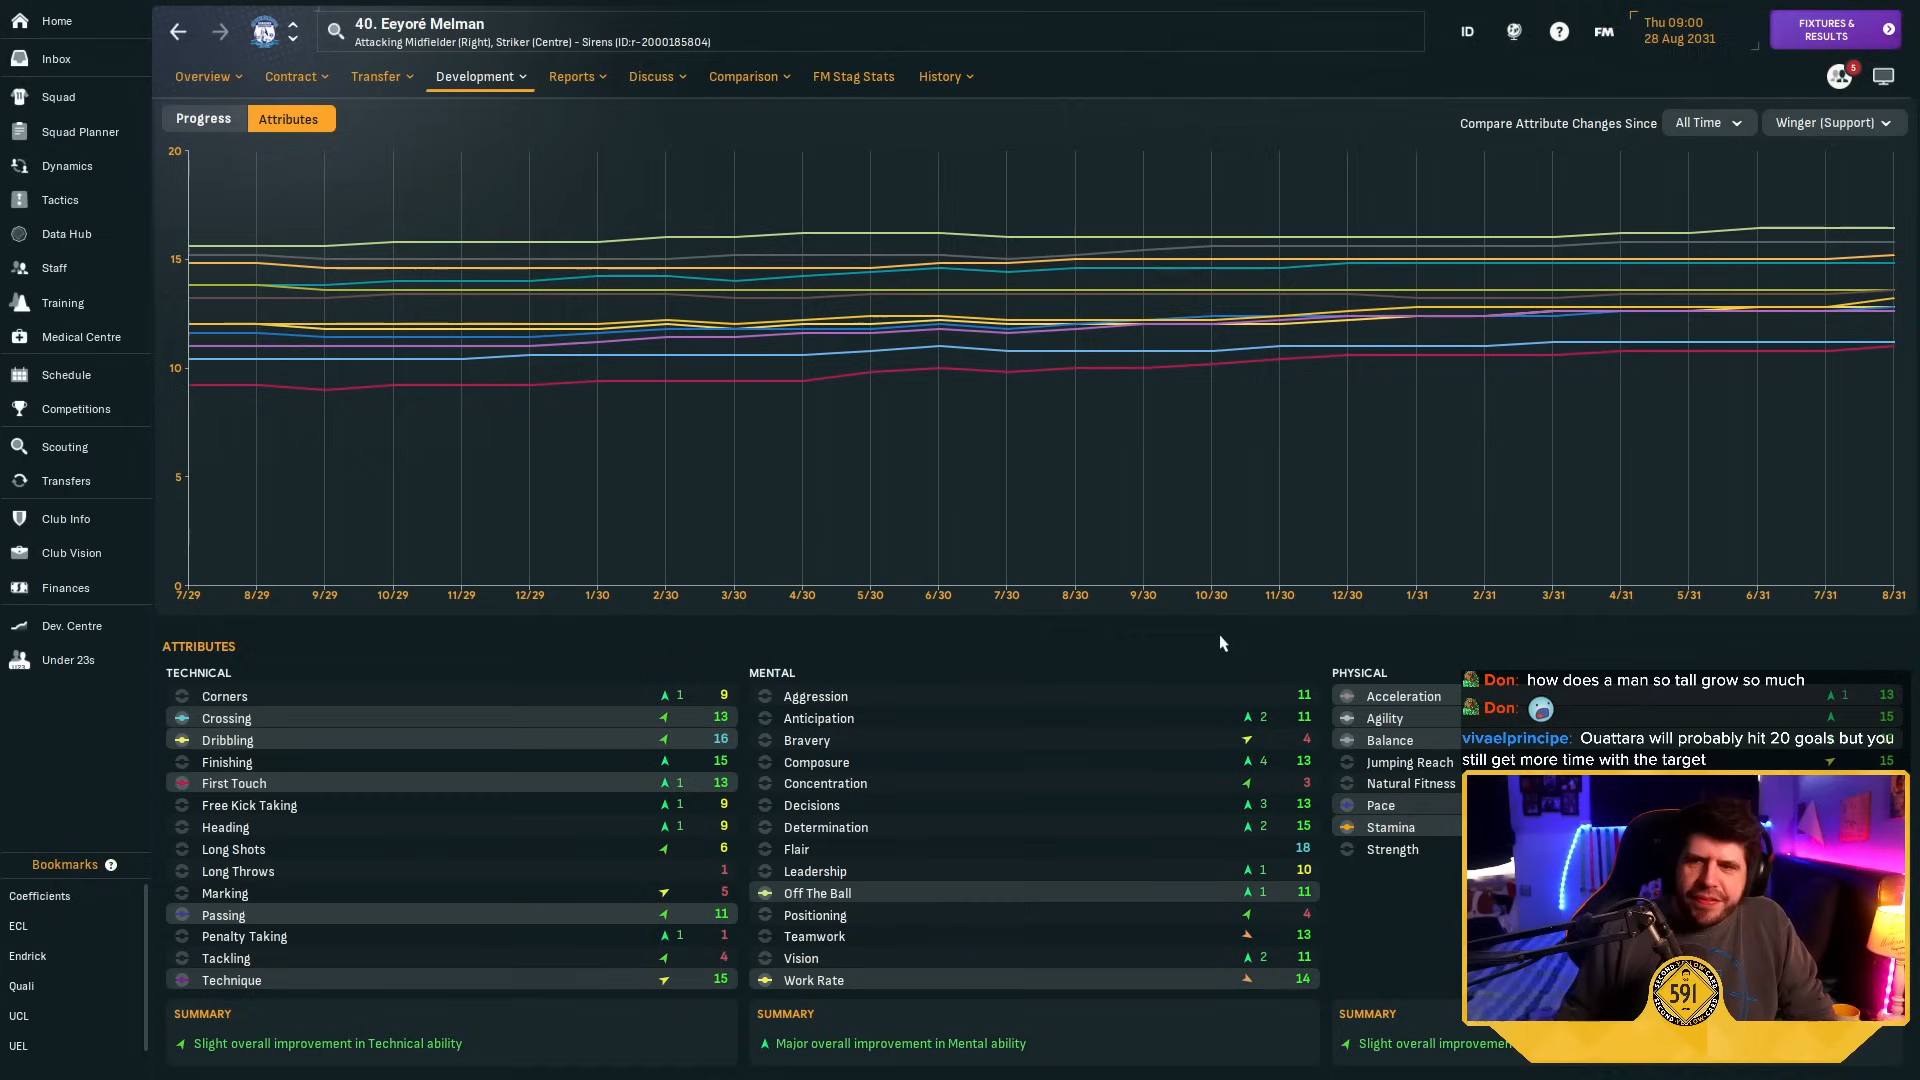 Home
Inbox
Squad
Squad Planner
Dynamics
Tactics
Data Hub
Staff
Training
Medical Centre
Schedule
Competitions
Scouting
Transfers
Club Info
Club Vision
Finances
Dev. Centre
Under 23s
Bookmarks ?
Coefficients
ECL
Endrick
Quali
UCL
UEL
40. Eeyoré Melman
Attacking Midfielder (Right), Striker (Centre) - Sirens (ID:r-2000185804)
ID
?
FM
Thu 09:00
28 Aug 2031
FIXTURES &
RESULTS
Overview
Contract
Transfer
Development
Reports
Discuss
Comparison
FM Stag Stats
History
5
Progress
Attributes
Compare Attribute Changes Since
All Time
Winger (Support)
20
15
10
5
0
7/29 8/29 9/29 10/29 11/29 12/29 1/30 2/30 3/30 4/30 5/30 6/30 7/30 8/30 9/30 10/30 11/30 12/30 1/31 2/31 3/31 4/31 5/31 6/31 7/31 8/31
ATTRIBUTES
TECHNICAL
Corners 1 9
Crossing 13
Dribbling 16
Finishing 15
First Touch 1 13
Free Kick Taking 1 9
Heading 1 9
Long Shots 6
Long Throws 1
Marking 5
Passing 11
Penalty Taking 1 1
Tackling 4
Technique 15
SUMMARY
Slight overall improvement in Technical ability
MENTAL
Aggression 11
Anticipation 2 11
Bravery 4
Composure 4 13
Concentration 3
Decisions 3 13
Determination 2 15
Flair 18
Leadership 1 10
Off The Ball 1 11
Positioning 4
Teamwork 13
Vision 2 11
Work Rate 14
SUMMARY
Major overall improvement in Mental ability
PHYSICAL
Acceleration 1 13
Agility 15
Balance
Jumping Reach 15
Natural Fitness
Pace
Stamina
Strength
SUMMARY
Slight overall improvemen
Don: how does a man so tall grow so much
Don:
vivaelprincipe: Ouattara will probably hit 20 goals but you
still get more time with the target
SECOND YELLOW CARD
591